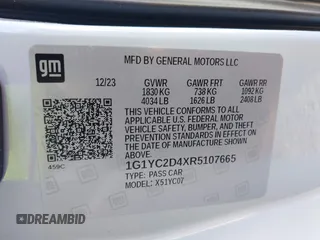 gm
MFD BY GENERAL MOTORS LLC
12/23 GVWR GAWR FRT GAWR RR
1830 KG 738 KG 1092 KG
4034 LB 1626 LB 2408 LB
THIS VEHICLE CONFORMS TO ALL
APPLICABLE U.S. FEDERAL MOTOR
VEHICLE SAFETY, BUMPER, AND THEFT
PREVENTION STANDARDS IN EFFECT ON
THE DATE OF MANUFACTURE SHOWN
ABOVE.
459C
1G1YC2D4XR5107665
TYPE: PASS CAR
MODEL: X51YC07
DREAMBID